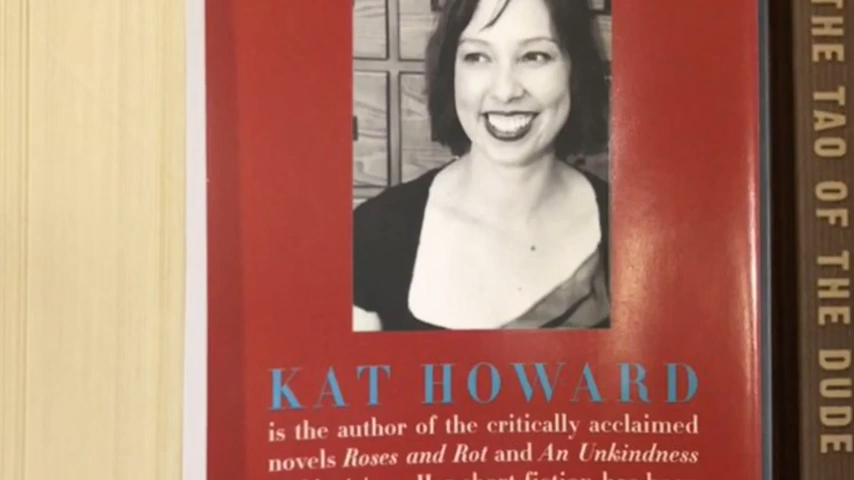 KAT HOWARD
is the author of the critically acclaimed
novels Roses and Rot and An Unkindness
THE TAO OF THE DUDE